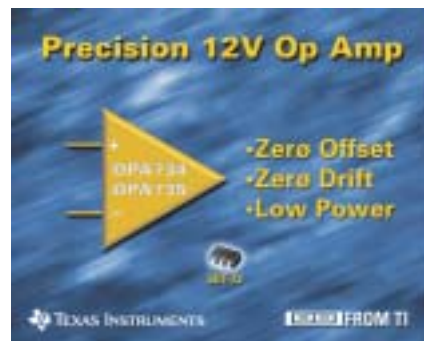 Precision 12V Op Amp
+
OPA734
OPA735
-
•Zerø Offset
•Zerø Drift
•Low Power
TEXAS INSTRUMENTS
FROM TI